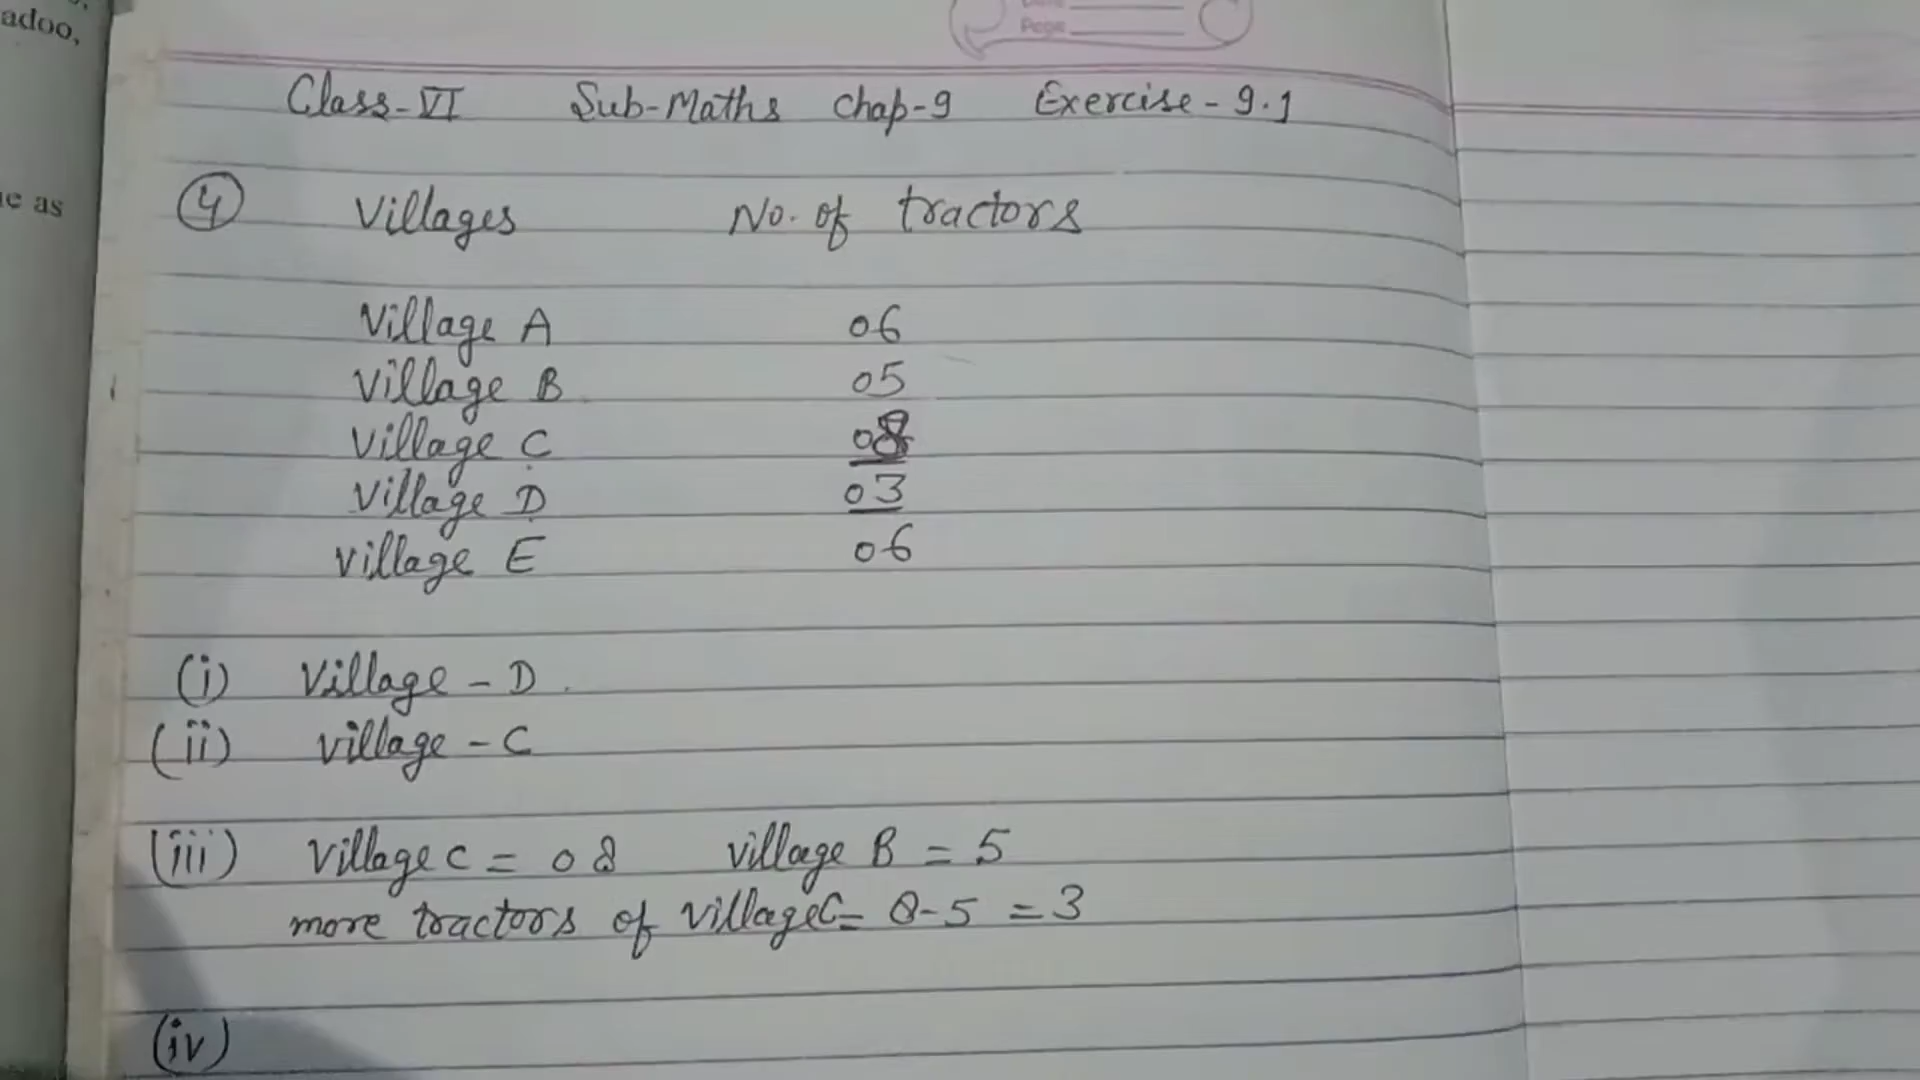 adoo,
ie as
Page
Class-VI Sub-Maths Chap-9 Exercise-9.1
4 Villages No. of tractors
Village A 06
Village B 05
Village C 08
Village D 03
Village E 06
(i) Village - D.
(ii) Village - C
(iii) Village C = 08 Village B = 5
more tractors of Village C = 8-5 = 3
(iv)